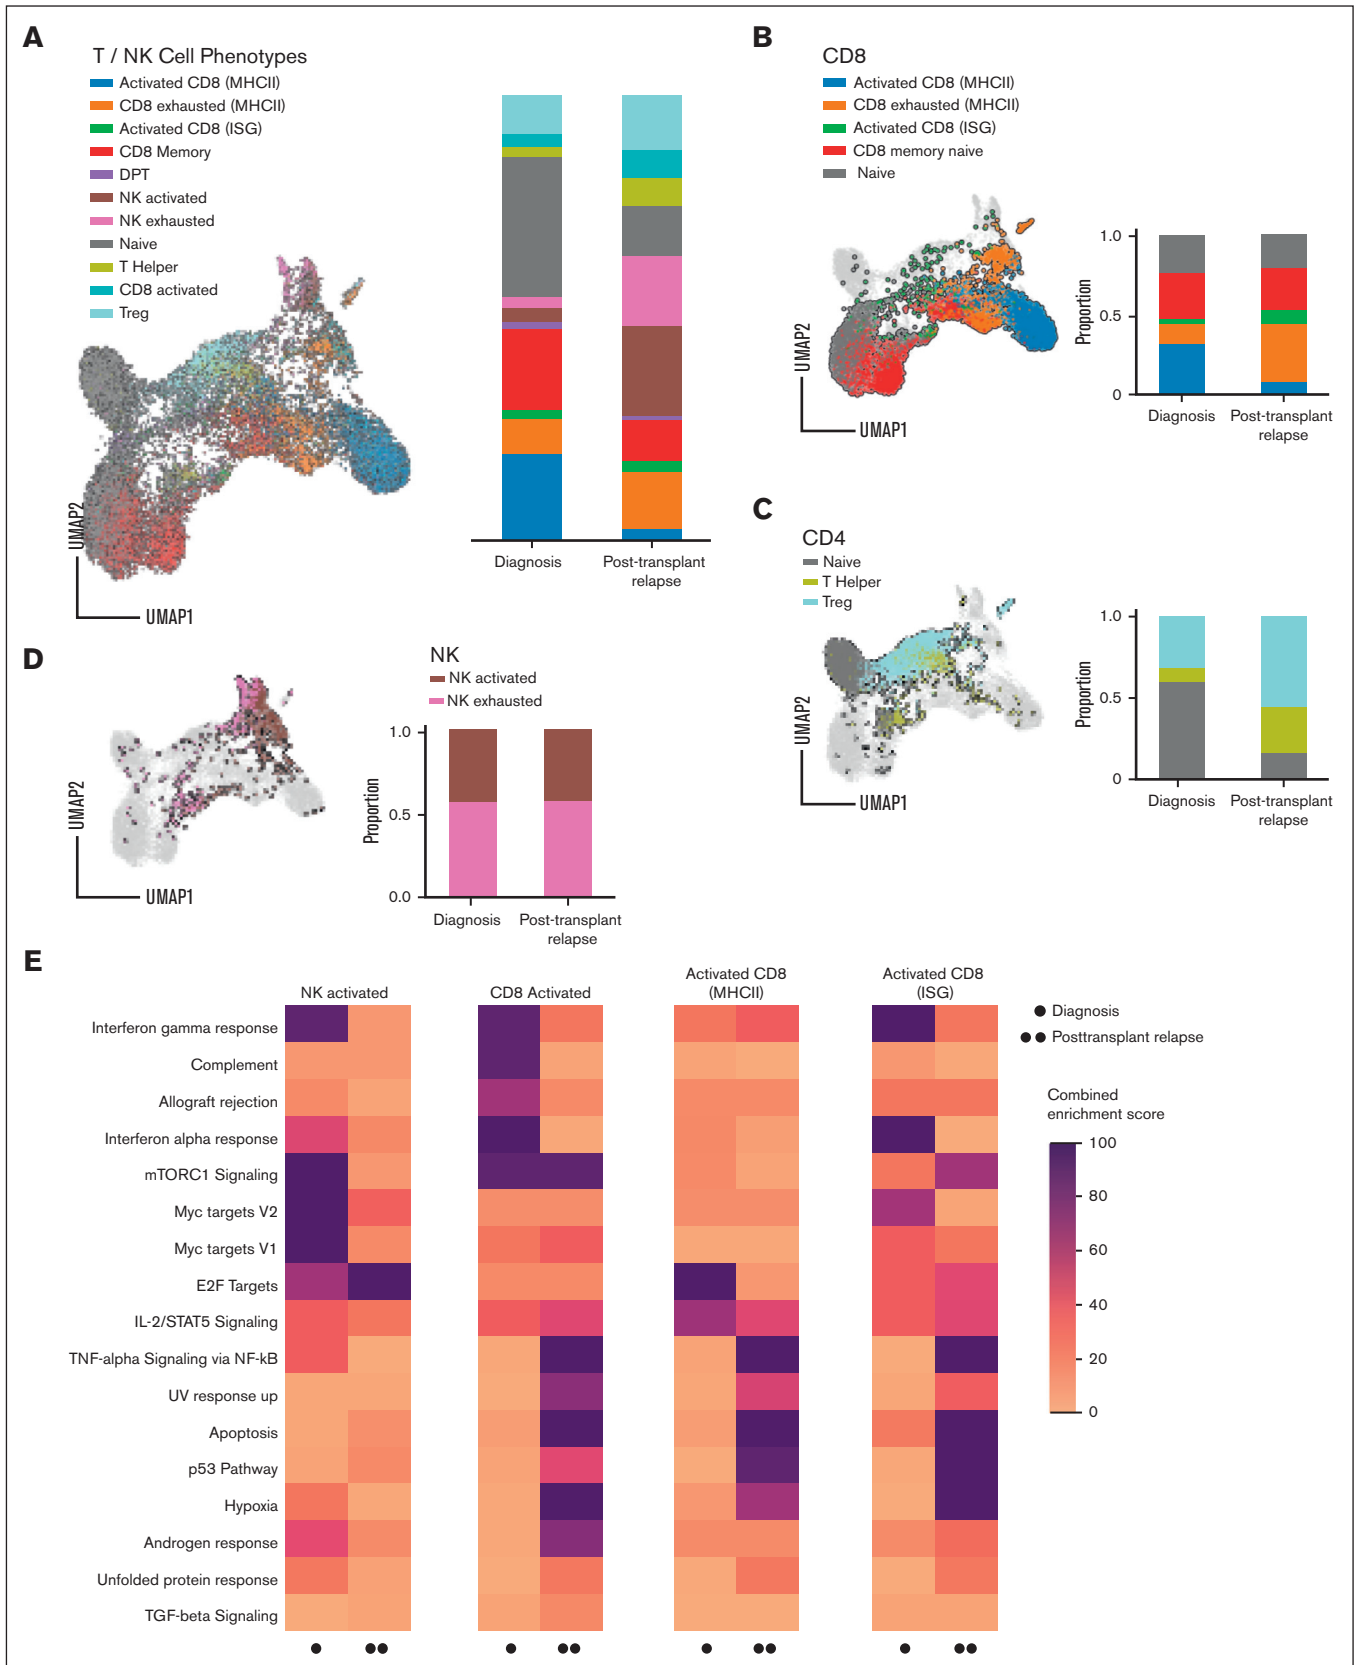 A
T / NK Cell Phenotypes
Activated CD8 (MHCII)
CD8 exhausted (MHCII)
Activated CD8 (ISG)
CD8 Memory
DPT
NK activated
NK exhausted
Naive
T Helper
CD8 activated
Treg
UMAP2
UMAP1
Diagnosis
Post-transplant
relapse
B
CD8
Activated CD8 (MHCII)
CD8 exhausted (MHCII)
Activated CD8 (ISG)
CD8 memory naive
Naive
UMAP2
UMAP1
Proportion
1.0
0.5
0
Diagnosis
Post-transplant
relapse
C
CD4
Naive
T Helper
Treg
UMAP2
UMAP1
Proportion
1.0
0.5
0
Diagnosis
Post-transplant
relapse
D
UMAP2
UMAP1
NK
NK activated
NK exhausted
Proportion
1.0
0.5
0.0
Diagnosis
Post-transplant
relapse
E
NK activated
CD8 Activated
Activated CD8
(MHCII)
Activated CD8
(ISG)
Interferon gamma response
Complement
Allograft rejection
Interferon alpha response
mTORC1 Signaling
Myc targets V2
Myc targets V1
E2F Targets
IL-2/STAT5 Signaling
TNF-alpha Signaling via NF-kB
UV response up
Apoptosis
p53 Pathway
Hypoxia
Androgen response
Unfolded protein response
TGF-beta Signaling
Diagnosis
Posttransplant relapse
Combined
enrichment score
100
80
60
40
20
0